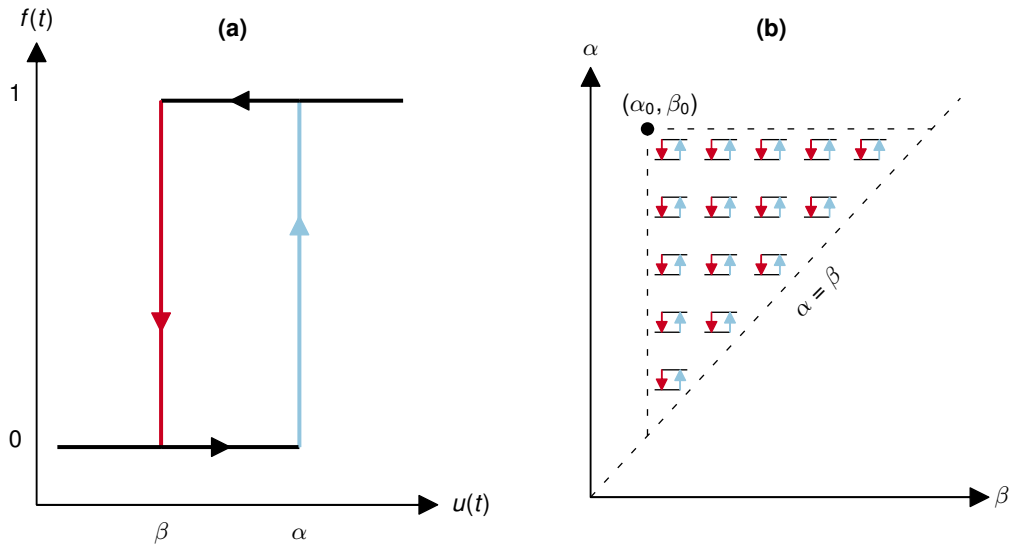 (a)
f(t)
1
0
β
α
u(t)
(b)
α
(α₀, β₀)
α = β
β